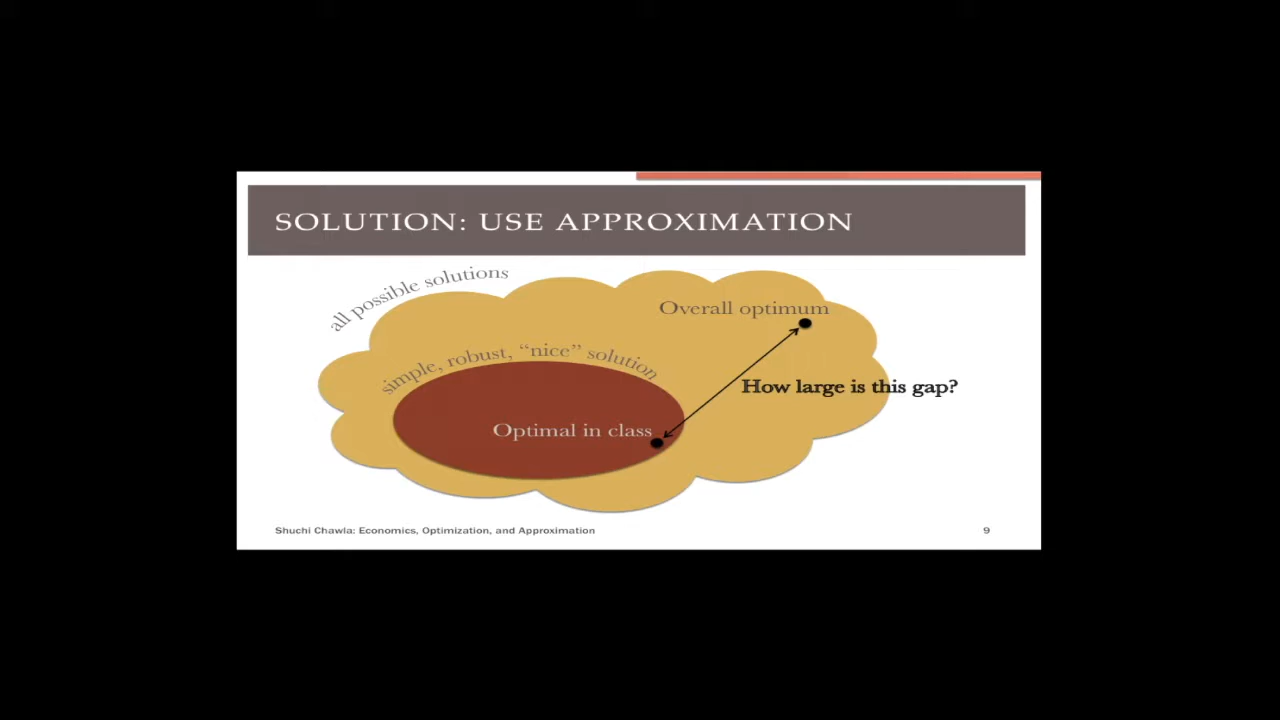 SOLUTION: USE APPROXIMATION
all possible solutions
Overall optimum
simple, robust, “nice” solution
How large is this gap?
Optimal in class
Shuchi Chawla: Economics, Optimization, and Approximation
9